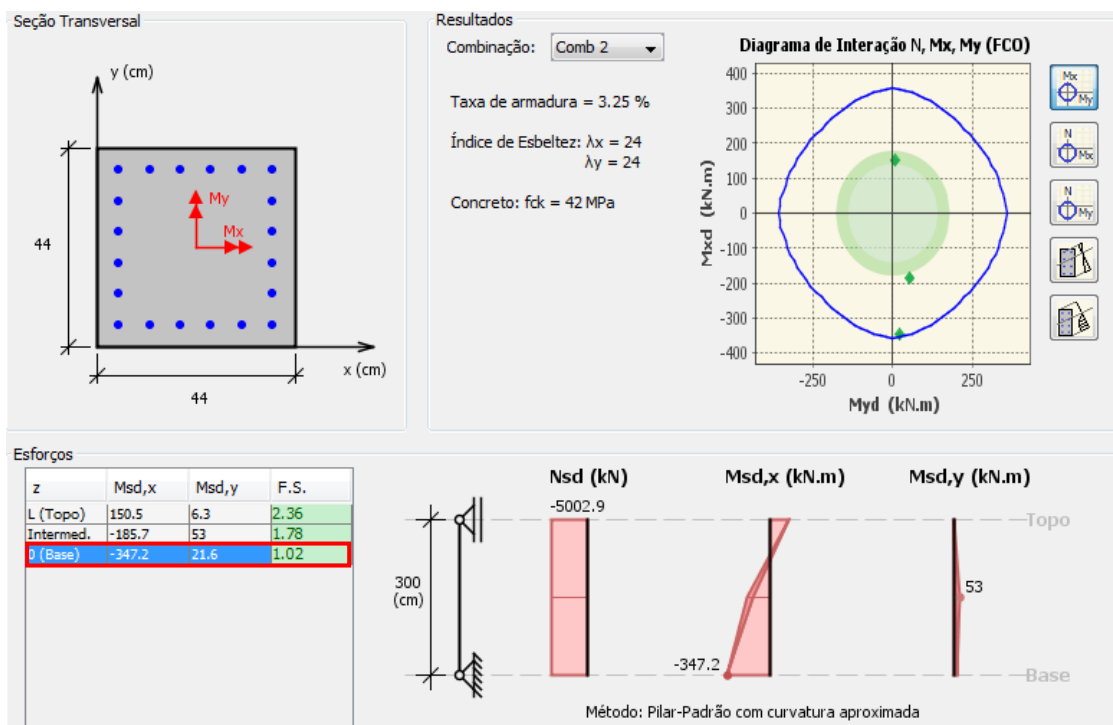 Seção Transversal
y (cm)
My
Mx
44
x (cm)
44
Resultados
Combinação: Comb 2
Taxa de armadura = 3.25 %
Índice de Esbeltez: λx = 24
λy = 24
Concreto: fck = 42 MPa
Diagrama de Interação N, Mx, My (FCO)
400
300
200
100
0
-100
-200
-300
-400
Mxd (kN.m)
-250 0 250
Myd (kN.m)
Mx
My
N
Mx
N
My
Esforços
z Msd,x Msd,y F.S.
L (Topo) 150.5 6.3 2.36
Intermed. -185.7 53 1.78
0 (Base) -347.2 21.6 1.02
300
(cm)
Nsd (kN)
-5002.9
Msd,x (kN.m)
-347.2
Msd,y (kN.m)
53
Topo
Base
Método: Pilar-Padrão com curvatura aproximada